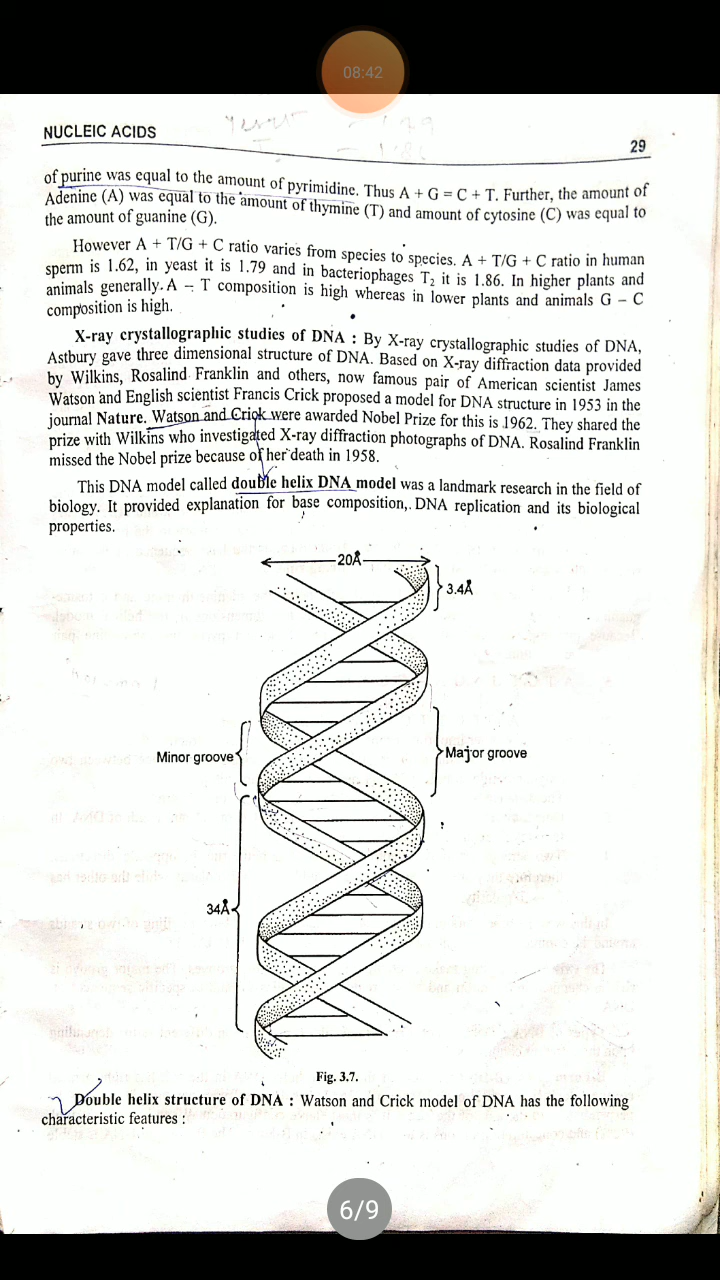 08:42
NUCLEIC ACIDS
29
of purine was equal to the amount of pyrimidine. Thus A + G = C + T. Further, the amount of
Adenine (A) was equal to the amount of thymine (T) and amount of cytosine (C) was equal to
the amount of guanine (G).
However A + T/G + C ratio varies from species to species. A + T/G + C ratio in human
sperm is 1.62, in yeast it is 1.79 and in bacteriophages T₂ it is 1.86. In higher plants and
animals generally. A – T composition is high whereas in lower plants and animals G – C
composition is high.
X-ray crystallographic studies of DNA : By X-ray crystallographic studies of DNA,
Astbury gave three dimensional structure of DNA. Based on X-ray diffraction data provided
by Wilkins, Rosalind Franklin and others, now famous pair of American scientist James
Watson and English scientist Francis Crick proposed a model for DNA structure in 1953 in the
journal Nature. Watson and Crick were awarded Nobel Prize for this is 1962. They shared the
prize with Wilkins who investigated X-ray diffraction photographs of DNA. Rosalind Franklin
missed the Nobel prize because of her death in 1958.
This DNA model called double helix DNA model was a landmark research in the field of
biology. It provided explanation for base composition, DNA replication and its biological
properties.
20Å
3.4Å
Minor groove
Major groove
34Å
Fig. 3.7.
Double helix structure of DNA : Watson and Crick model of DNA has the following
characteristic features :
6/9